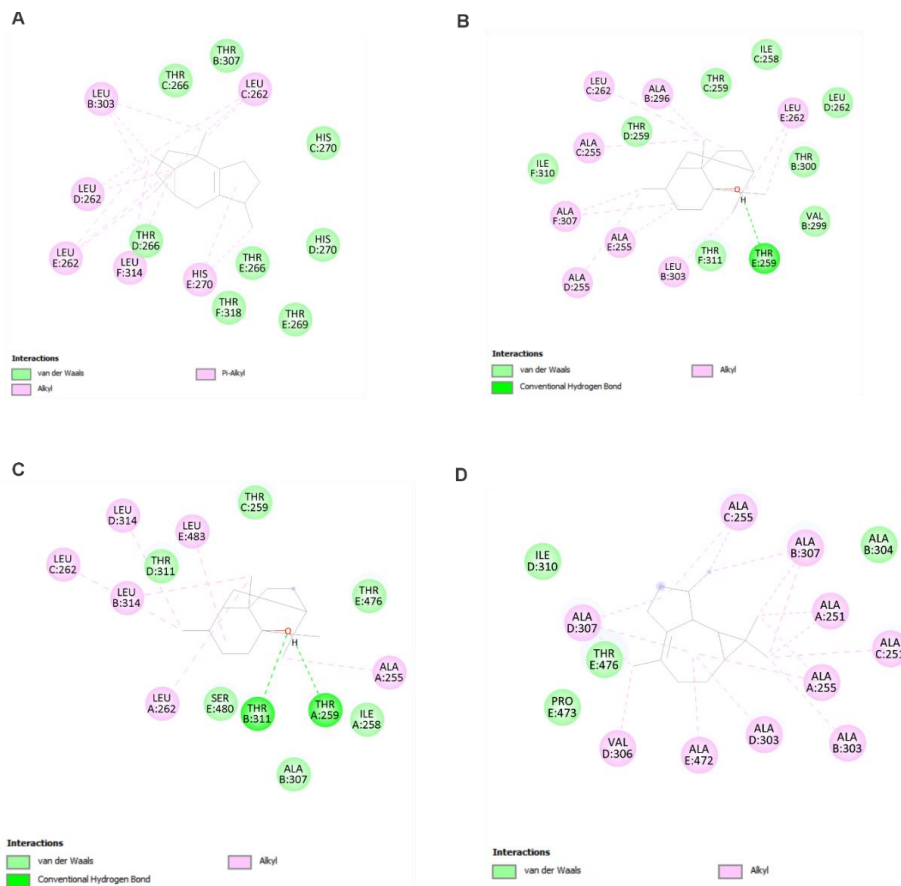 A
THR
B:307
THR
C:266
LEU
C:262
LEU
B:303
HIS
C:270
LEU
D:262
THR
D:266
HIS
D:270
LEU
E:262
LEU
F:314
THR
E:266
HIS
E:270
THR
F:318
THR
E:269
Interactions
van der Waals
Pi-Alkyl
Alkyl
B
ILE
C:258
LEU
C:262
ALA
B:296
THR
C:259
LEU
D:262
LEU
E:262
THR
D:259
ALA
C:255
THR
B:300
ILE
F:310
O
H
VAL
B:299
ALA
F:307
ALA
E:255
THR
F:311
THR
E:259
LEU
B:303
ALA
D:255
Interactions
van der Waals
Alkyl
Conventional Hydrogen Bond
C
THR
C:259
LEU
D:314
LEU
E:483
LEU
C:262
THR
D:311
THR
E:476
LEU
B:314
O
H
ALA
A:255
LEU
A:262
SER
E:480
THR
B:311
THR
A:259
ILE
A:258
ALA
B:307
Interactions
van der Waals
Alkyl
Conventional Hydrogen Bond
D
ALA
C:255
ILE
D:310
ALA
B:307
ALA
B:304
ALA
D:307
ALA
A:251
THR
E:476
ALA
C:251
ALA
A:255
PRO
E:473
VAL
D:306
ALA
E:472
ALA
D:303
ALA
B:303
Interactions
van der Waals
Alkyl